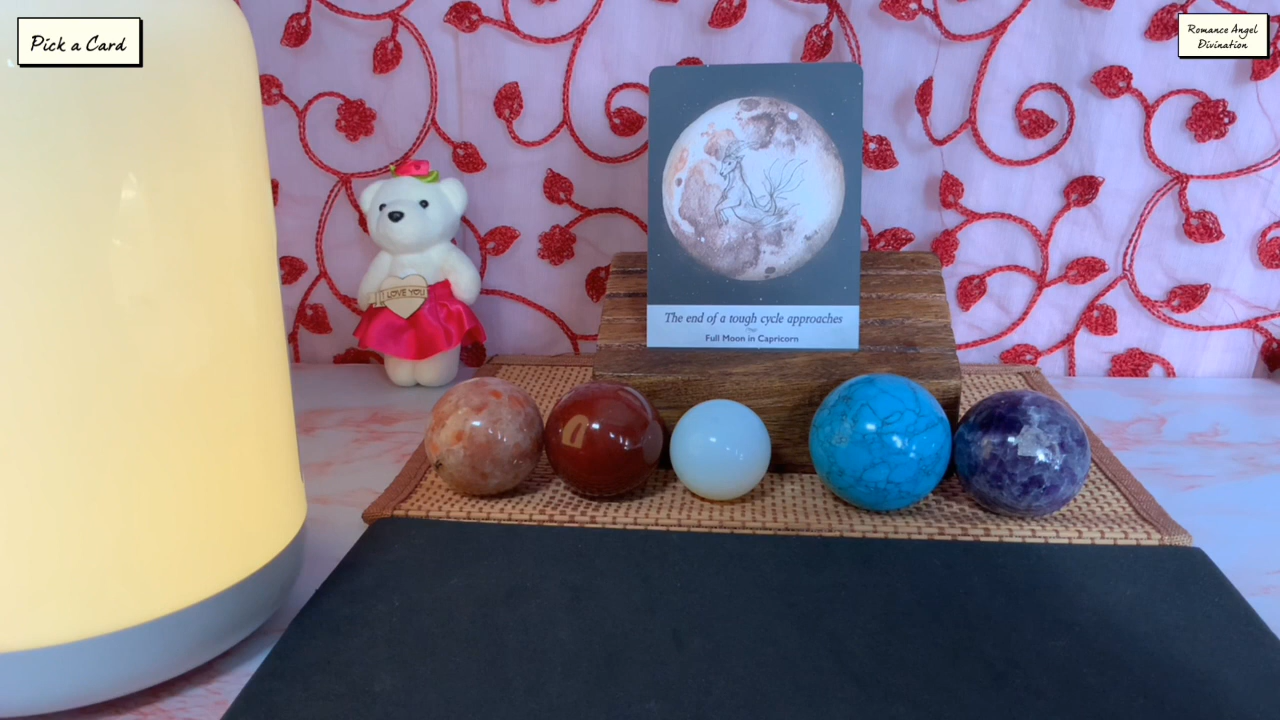 Pick a Card
Romance Angel
Divination
I LOVE YOU
The end of a tough cycle approaches
Full Moon in Capricorn